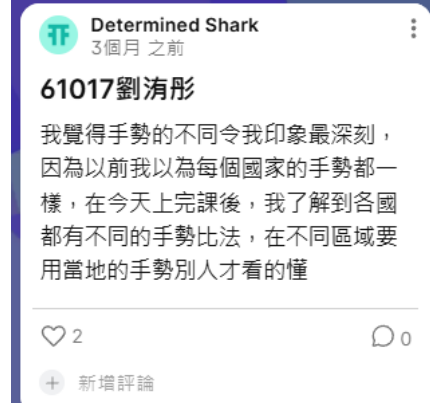 Determined Shark
3個月 之前
61017劉洧彤
我覺得手勢的不同令我印象最深刻，
因為以前我以為每個國家的手勢都一
樣，在今天上完課後，我了解到各國
都有不同的手勢比法，在不同區域要
用當地的手勢別人才看的懂
2
0
新增評論